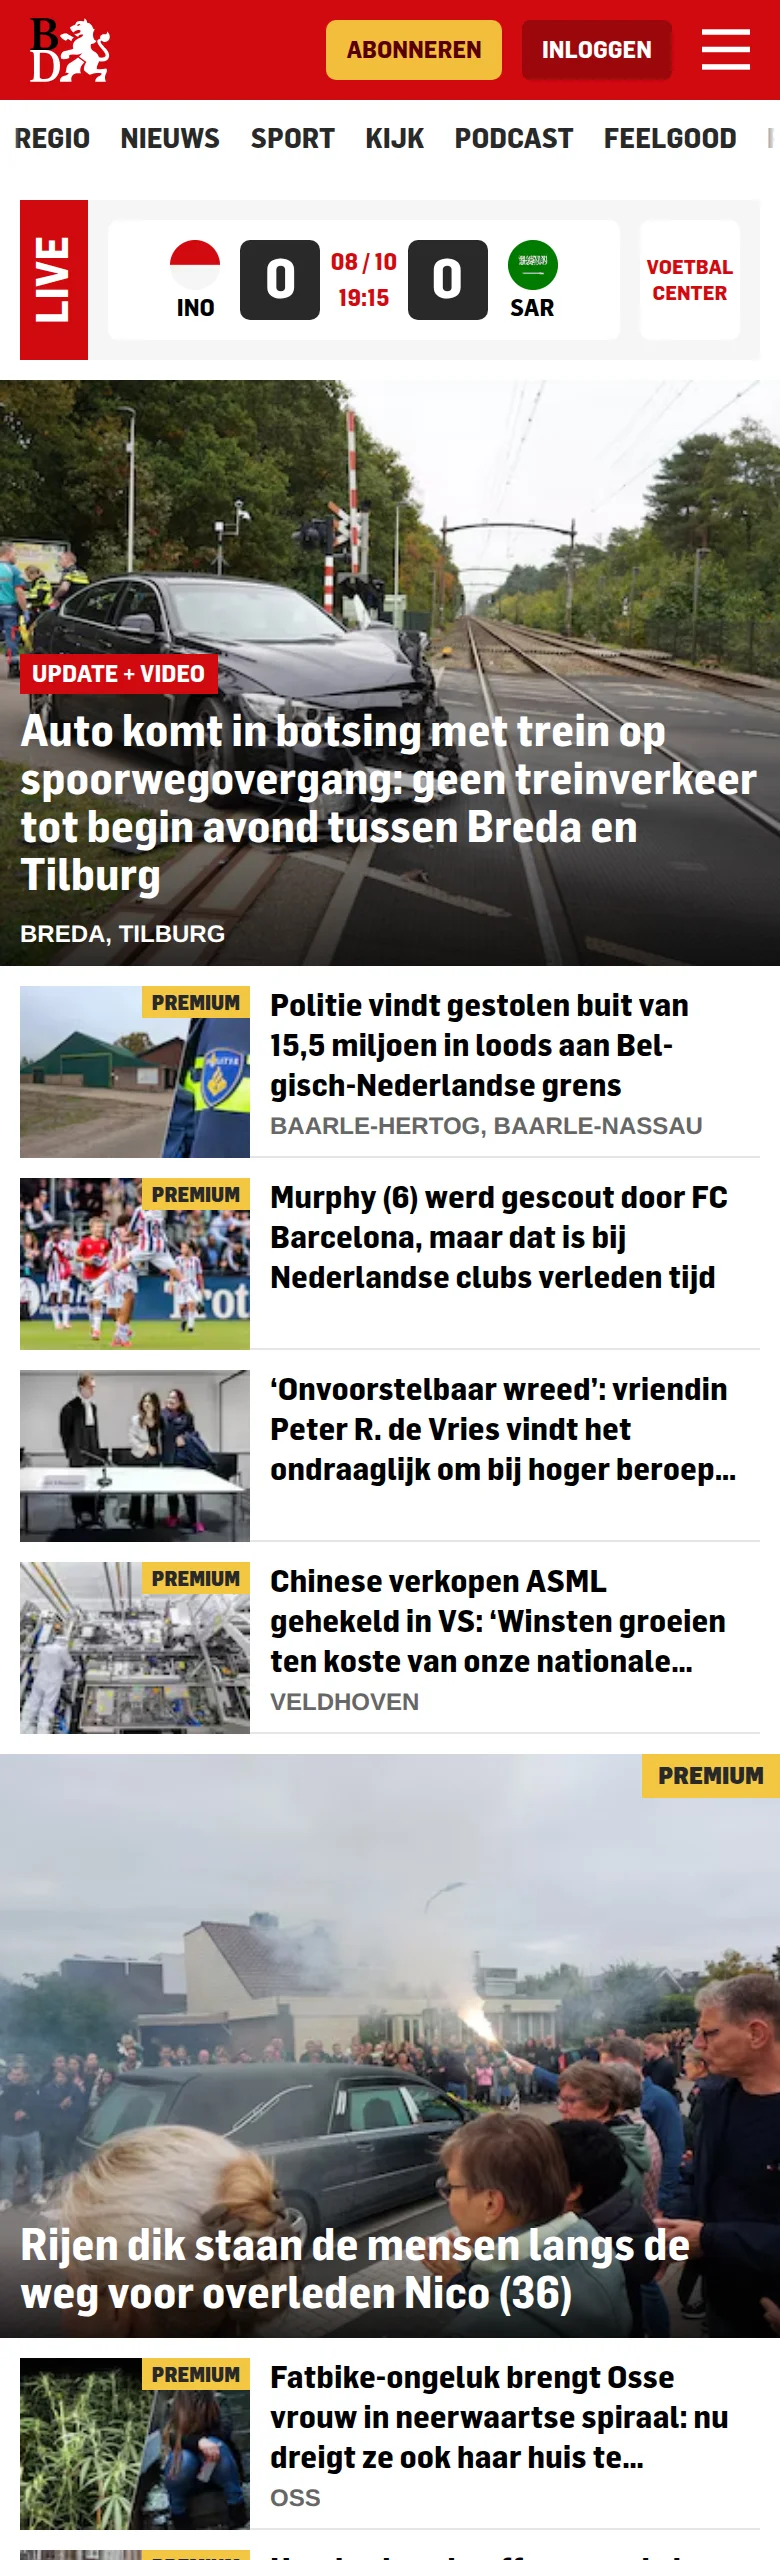 BD
ABONNEREN
INLOGGEN
REGIO NIEUWS SPORT KIJK PODCAST FEELGOOD
LIVE
INO
0
08 / 10
19:15
0
SAR
VOETBAL
CENTER
UPDATE + VIDEO
Auto komt in botsing met trein op
spoorwegovergang: geen treinverkeer
tot begin avond tussen Breda en
Tilburg
BREDA, TILBURG
PREMIUM
Politie vindt gestolen buit van
15,5 miljoen in loods aan Bel-
gisch-Nederlandse grens
BAARLE-HERTOG, BAARLE-NASSAU
PREMIUM
Murphy (6) werd gescout door FC
Barcelona, maar dat is bij
Nederlandse clubs verleden tijd
‘Onvoorstelbaar wreed’: vriendin
Peter R. de Vries vindt het
ondraaglijk om bij hoger beroep...
PREMIUM
Chinese verkopen ASML
gehekeld in VS: ‘Winsten groeien
ten koste van onze nationale...
VELDHOVEN
PREMIUM
Rijen dik staan de mensen langs de
weg voor overleden Nico (36)
PREMIUM
Fatbike-ongeluk brengt Osse
vrouw in neerwaartse spiraal: nu
dreigt ze ook haar huis te...
OSS